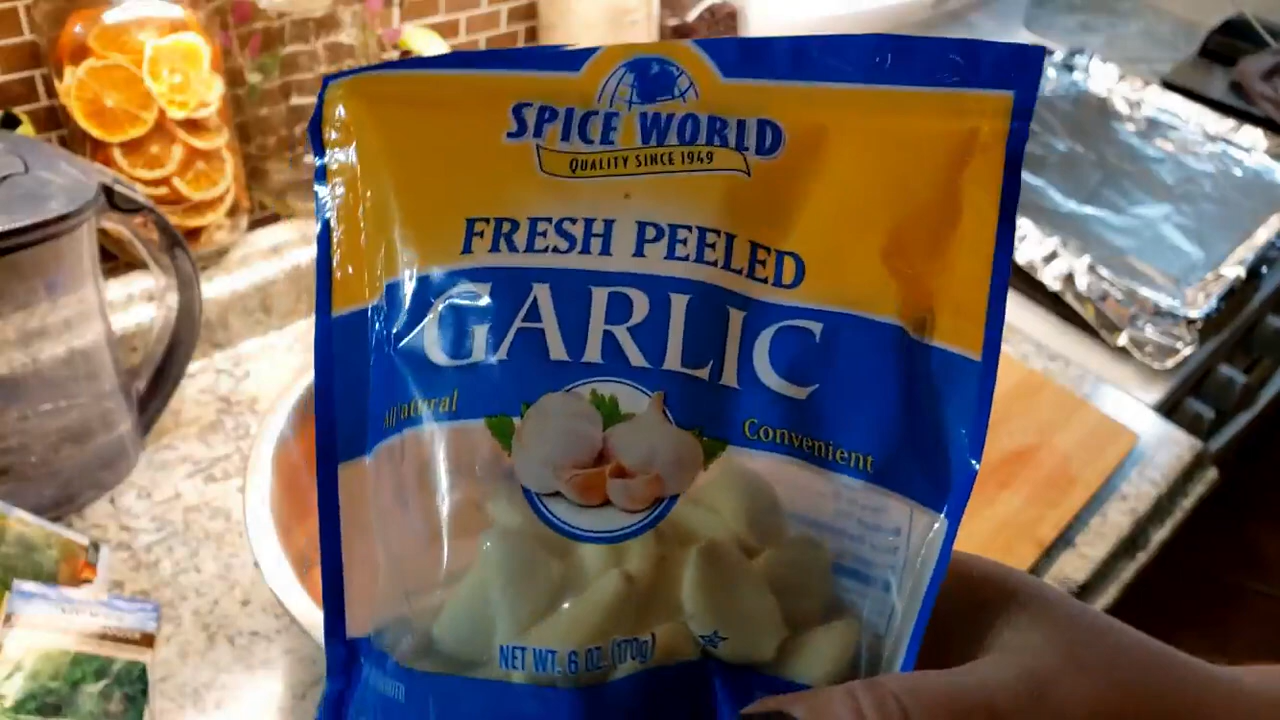 SPICE WORLD
QUALITY SINCE 1949
FRESH PEELED
GARLIC
All Natural
Convenient
NET WT. 6 OZ. (170g)